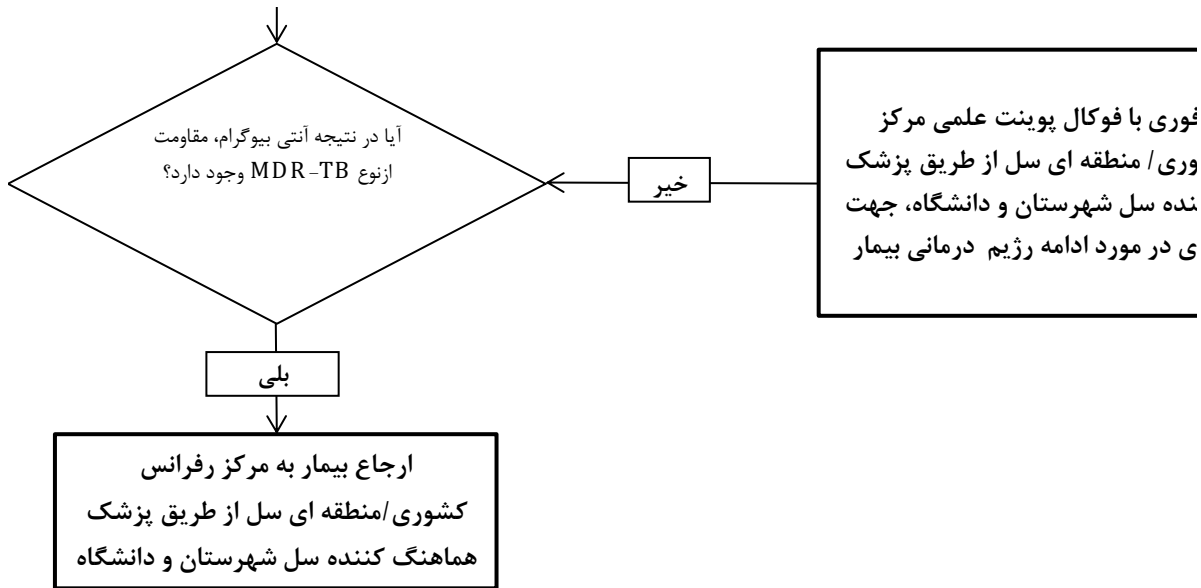 آیا در نتیجه آنتی بیوگرام، مقاومت
ازنوع MDR-TB وجود دارد؟
خیر
فوری با فوکال پوینت علمی مرکز
منطقه ای سل از طریق پزشک
سل شهرستان و دانشگاه، جهت
در مورد ادامه رژیم درمانی بیمار
بلی
ارجاع بیمار به مرکز رفرانس
کشوری/منطقه ای سل از طریق پزشک
هماهنگ کننده سل شهرستان و دانشگاه